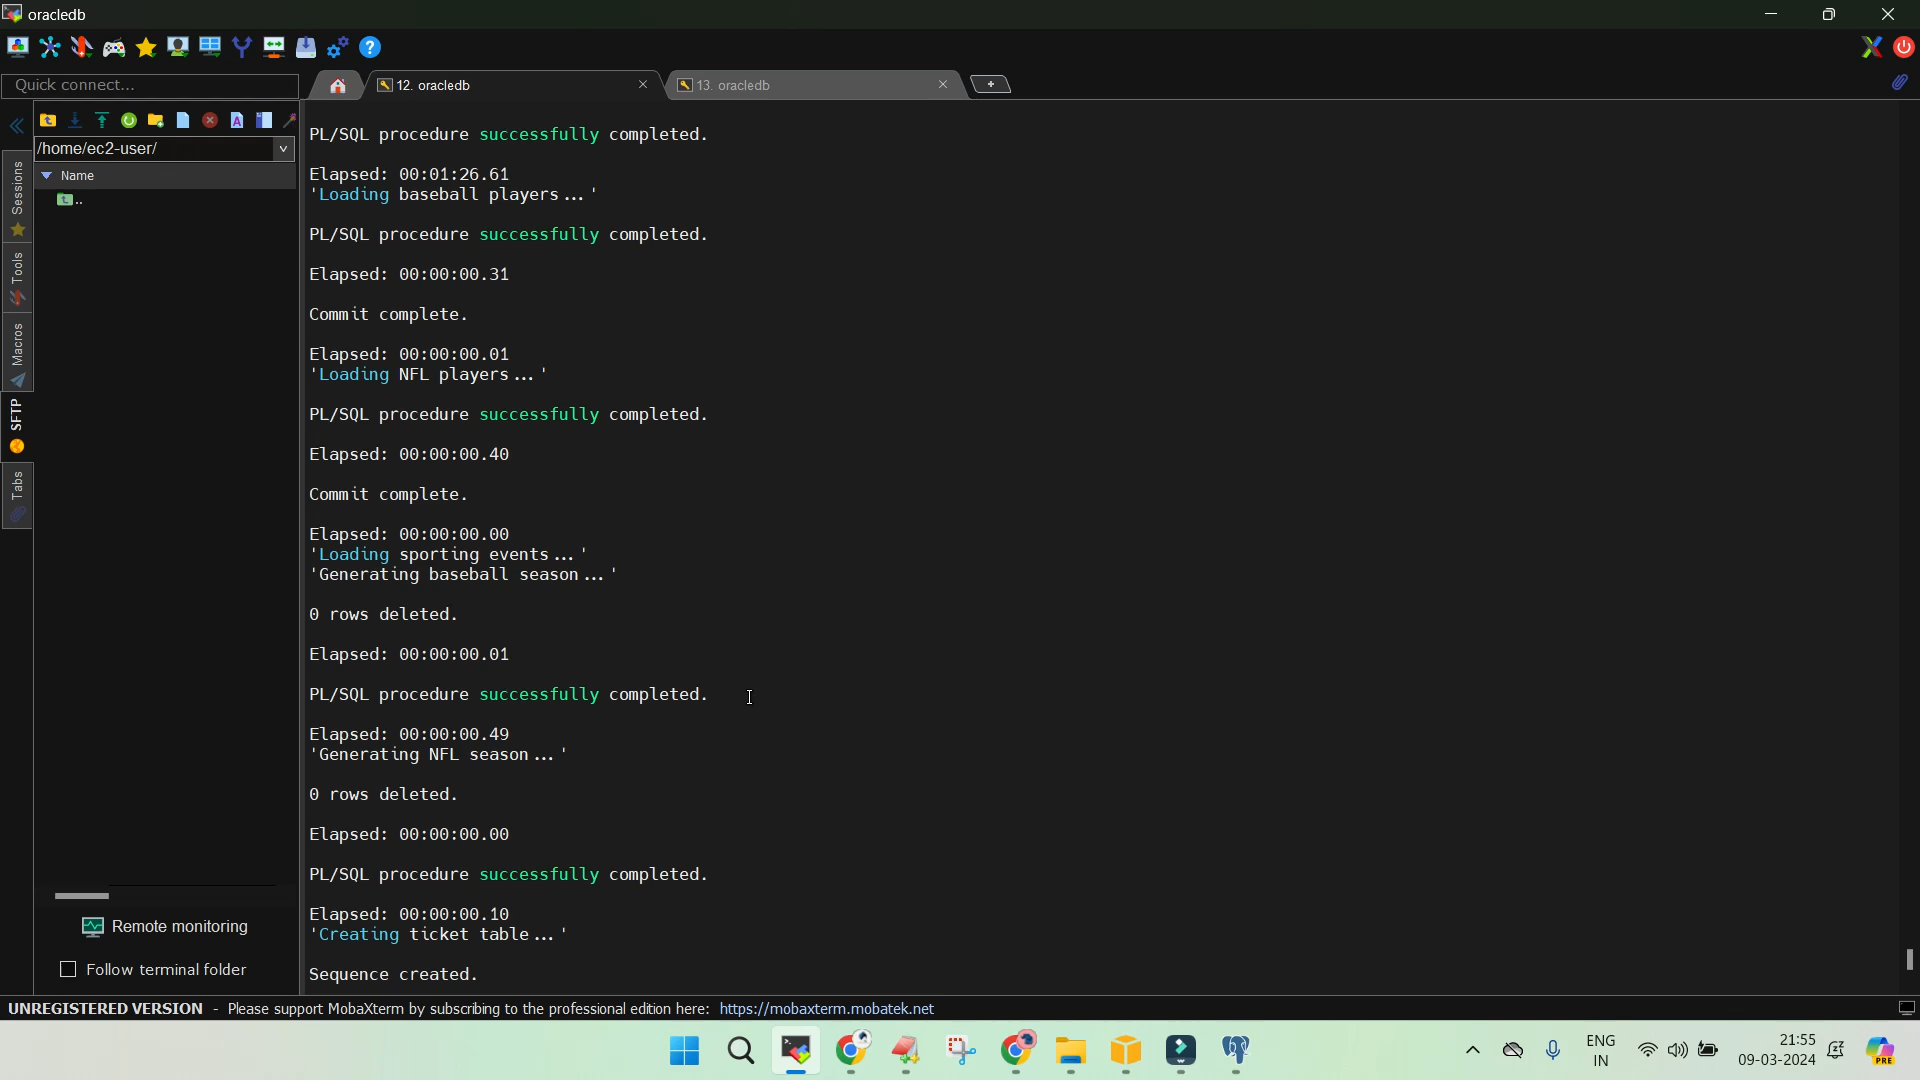 oracledb
Quick connect...
12. oracledb
13. oracledb
/home/ec2-user/
Name
..
Sessions
Tools
Macros
SFTP
Tabs
PL/SQL procedure successfully completed.
Elapsed: 00:01:26.61
'Loading baseball players...'
PL/SQL procedure successfully completed.
Elapsed: 00:00:00.31
Commit complete.
Elapsed: 00:00:00.01
'Loading NFL players...'
PL/SQL procedure successfully completed.
Elapsed: 00:00:00.40
Commit complete.
Elapsed: 00:00:00.00
'Loading sporting events...'
'Generating baseball season...'
0 rows deleted.
Elapsed: 00:00:00.01
PL/SQL procedure successfully completed.
Elapsed: 00:00:00.49
'Generating NFL season...'
0 rows deleted.
Elapsed: 00:00:00.00
PL/SQL procedure successfully completed.
Elapsed: 00:00:00.10
'Creating ticket table...'
Sequence created.
Remote monitoring
Follow terminal folder
UNREGISTERED VERSION - Please support MobaXterm by subscribing to the professional edition here: https://mobaxterm.mobatek.net
ENG
IN
21:55
09-03-2024
PRE